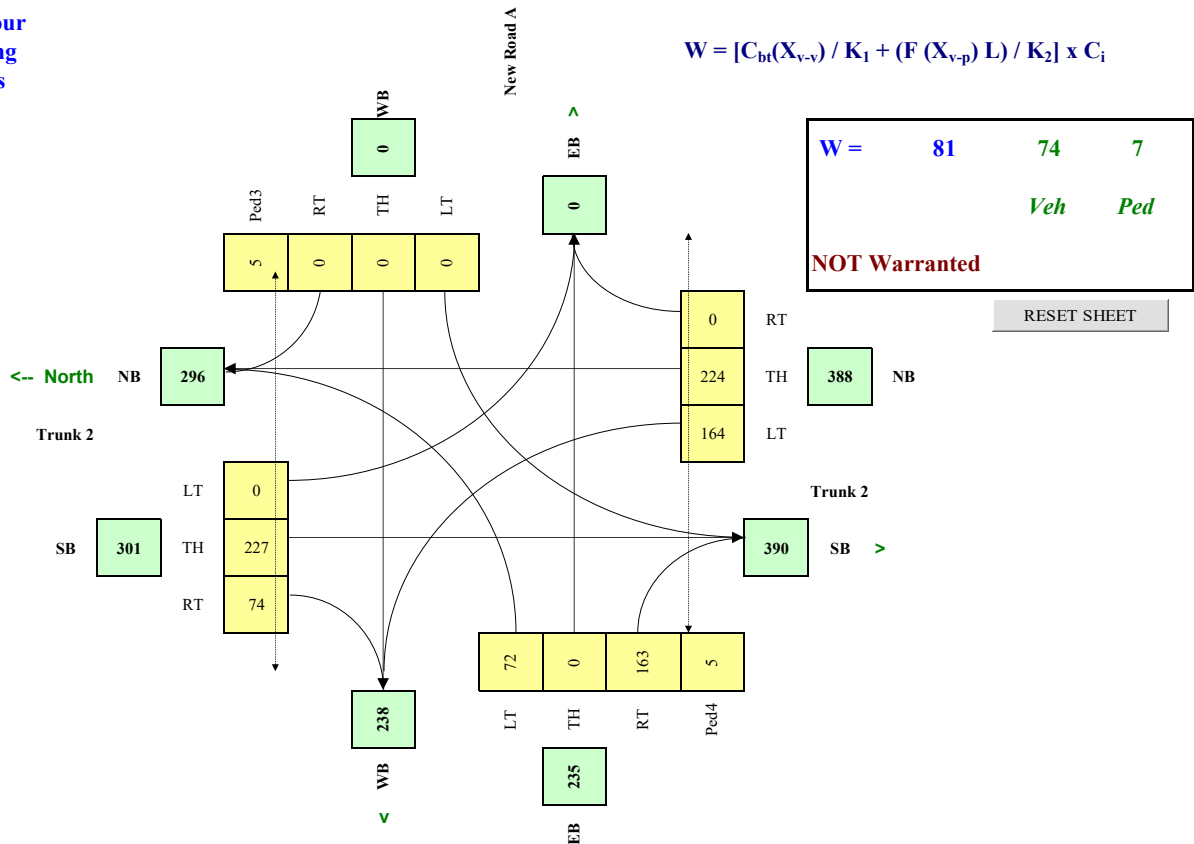 New Road A
W = [Cbt(Xv-v) / K1 + (F (Xv-p) L) / K2] x Ci
WB
0
^
EB
0
W = 81 74 7
Veh Ped
NOT Warranted
RESET SHEET
Ped3 RT TH LT
5 0 0 0
0 RT
224 TH 388 NB
164 LT
<-- North NB 296
Trunk 2
LT 0
SB 301 TH 227
RT 74
Trunk 2
390 SB >
72 0 163 5
LT TH RT Ped4
238
WB
v
235
EB